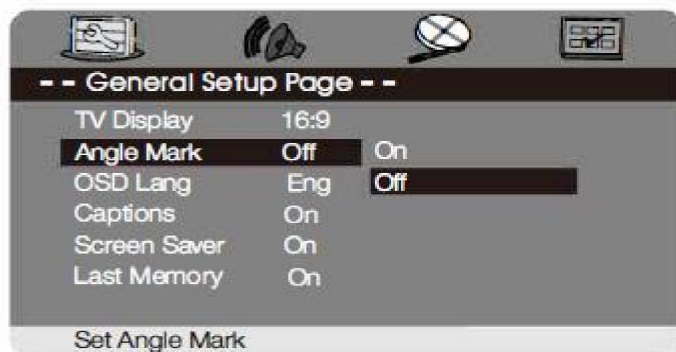 - - General Setup Page - -
TV Display 16:9
Angle Mark Off On
OSD Lang Eng Off
Captions On
Screen Saver On
Last Memory On
Set Angle Mark